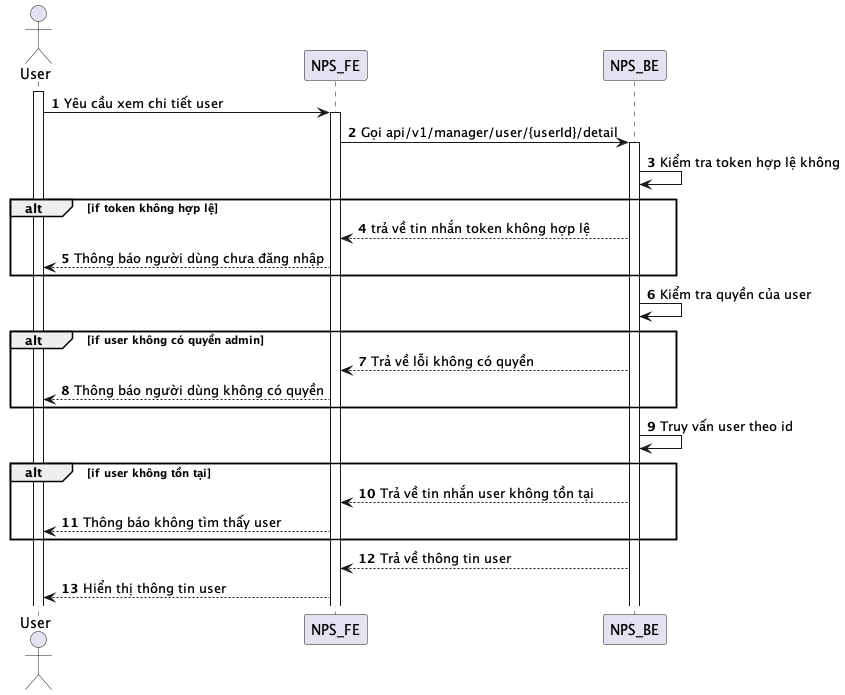 User
NPS_FE
NPS_BE
1 Yêu cầu xem chi tiết user
2 Gọi api/v1/manager/user/{userId}/detail
3 Kiểm tra token hợp lệ không
alt [if token không hợp lệ]
4 trả về tin nhắn token không hợp lệ
5 Thông báo người dùng chưa đăng nhập
6 Kiểm tra quyền của user
alt [if user không có quyền admin]
7 Trả về lỗi không có quyền
8 Thông báo người dùng không có quyền
9 Truy vấn user theo id
alt [if user không tồn tại]
10 Trả về tin nhắn user không tồn tại
11 Thông báo không tìm thấy user
12 Trả về thông tin user
13 Hiển thị thông tin user
User
NPS_FE
NPS_BE